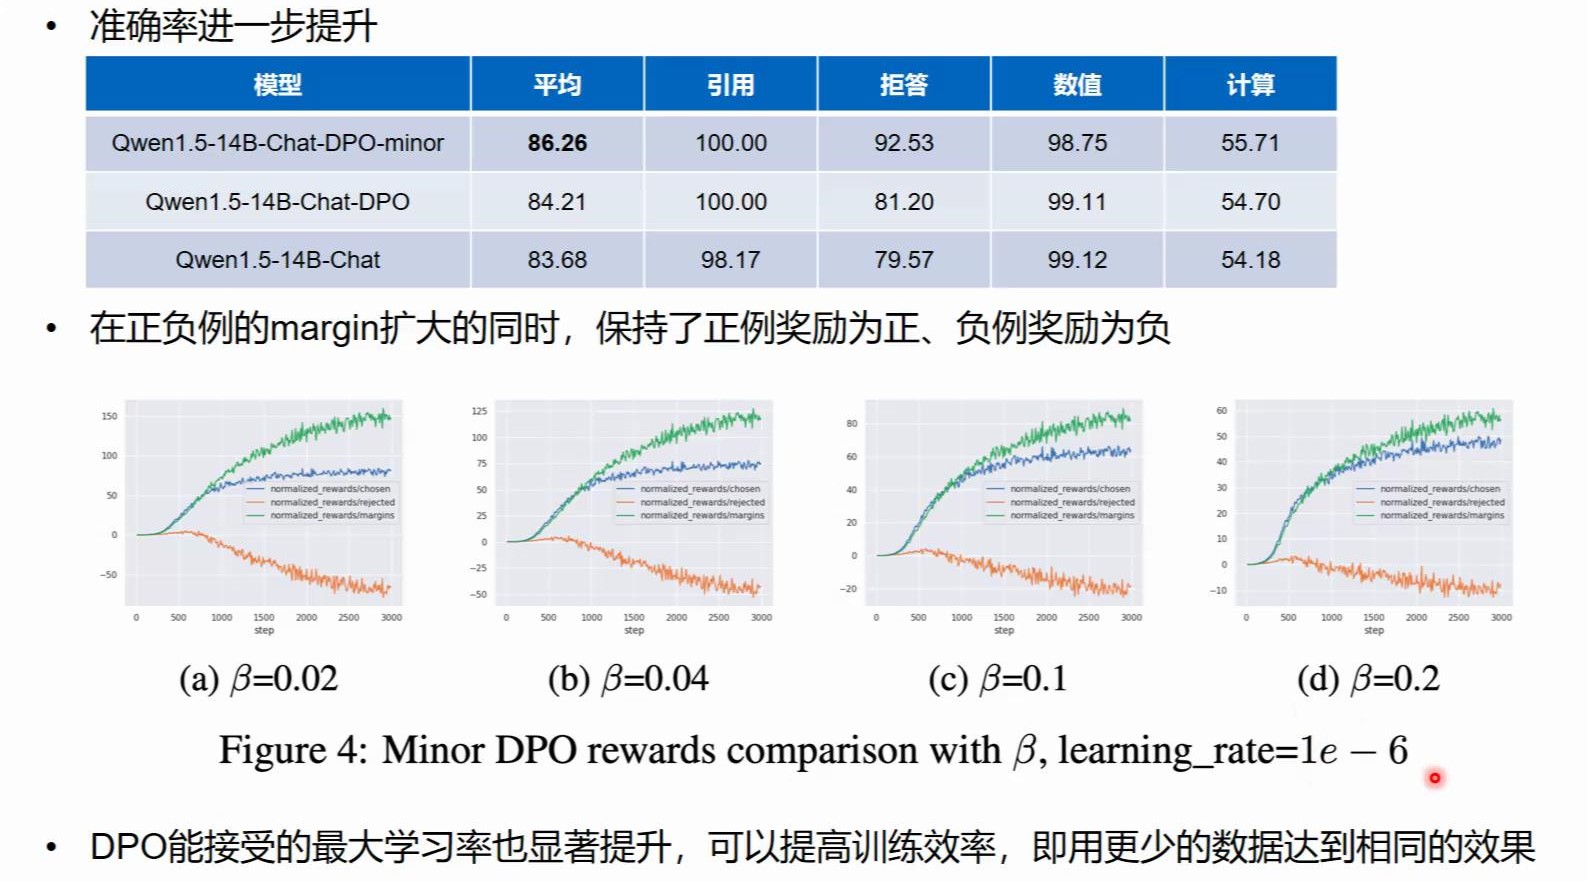 • 准确率进一步提升
模型 平均 引用 拒答 数值 计算
Qwen1.5-14B-Chat-DPO-minor 86.26 100.00 92.53 98.75 55.71
Qwen1.5-14B-Chat-DPO 84.21 100.00 81.20 99.11 54.70
Qwen1.5-14B-Chat 83.68 98.17 79.57 99.12 54.18
• 在正负例的margin扩大的同时，保持了正例奖励为正、负例奖励为负
150
100
50
0
−50
normalized_rewards/chosen
normalized_rewards/rejected
normalized_rewards/margins
0 500 1000 1500 2000 2500 3000
step
(a) β=0.02
125
100
75
50
25
0
−25
−50
normalized_rewards/chosen
normalized_rewards/rejected
normalized_rewards/margins
0 500 1000 1500 2000 2500 3000
step
(b) β=0.04
80
60
40
20
0
−20
normalized_rewards/chosen
normalized_rewards/rejected
normalized_rewards/margins
0 500 1000 1500 2000 2500 3000
step
(c) β=0.1
60
50
40
30
20
10
0
−10
normalized_rewards/chosen
normalized_rewards/rejected
normalized_rewards/margins
0 500 1000 1500 2000 2500 3000
step
(d) β=0.2
Figure 4: Minor DPO rewards comparison with β, learning_rate=1e − 6
• DPO能接受的最大学习率也显著提升，可以提高训练效率，即用更少的数据达到相同的效果